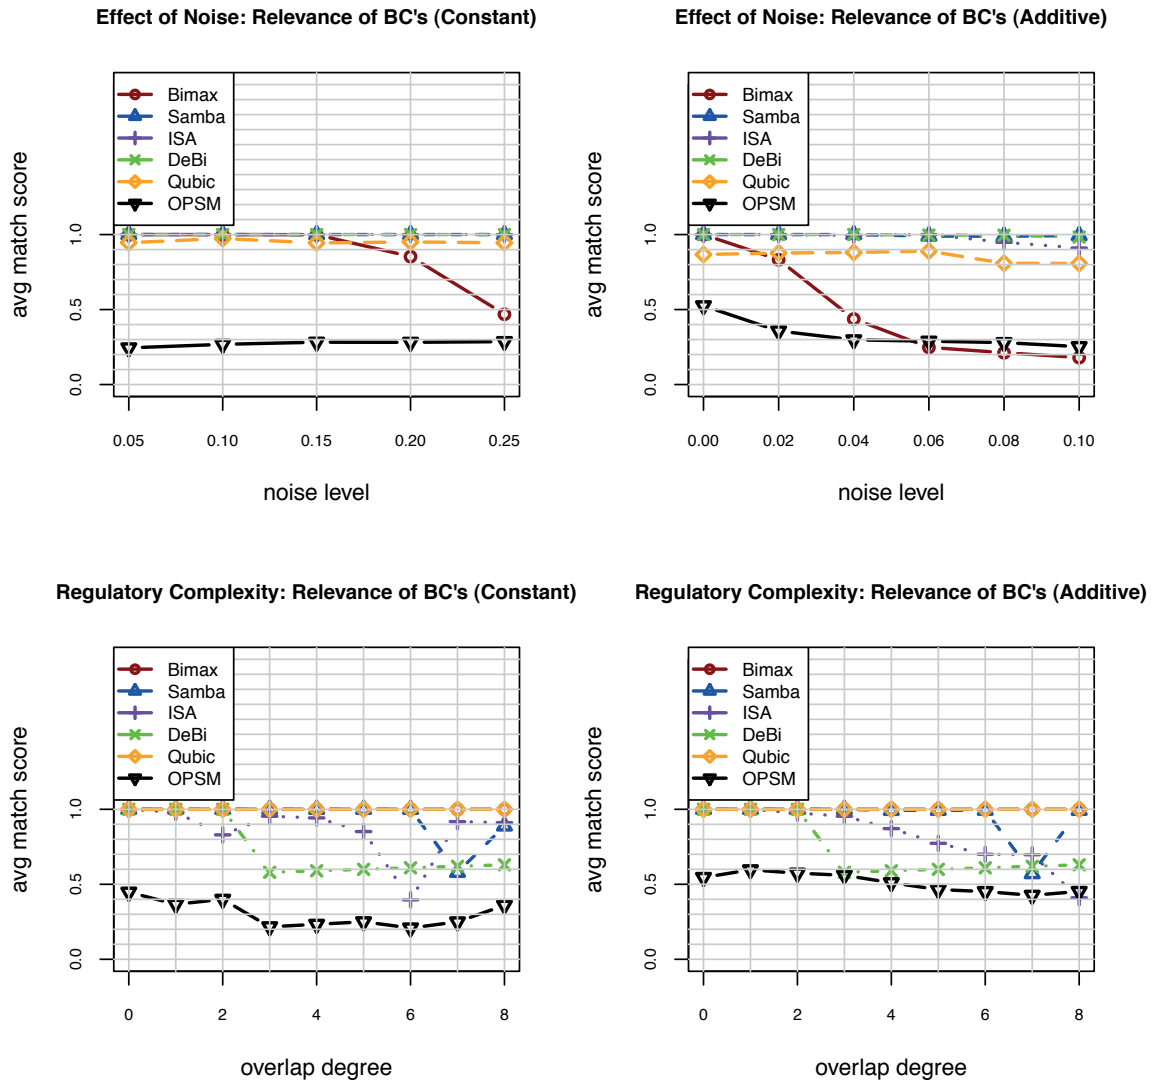 Effect of Noise: Relevance of BC's (Constant)
Bimax
Samba
ISA
DeBi
Qubic
OPSM
avg match score
1.0
0.5
0.0
0.05 0.10 0.15 0.20 0.25
noise level
Effect of Noise: Relevance of BC's (Additive)
Bimax
Samba
ISA
DeBi
Qubic
OPSM
avg match score
1.0
0.5
0.0
0.00 0.02 0.04 0.06 0.08 0.10
noise level
Regulatory Complexity: Relevance of BC's (Constant)
Bimax
Samba
ISA
DeBi
Qubic
OPSM
avg match score
1.0
0.5
0.0
0 2 4 6 8
overlap degree
Regulatory Complexity: Relevance of BC's (Additive)
Bimax
Samba
ISA
DeBi
Qubic
OPSM
avg match score
1.0
0.5
0.0
0 2 4 6 8
overlap degree